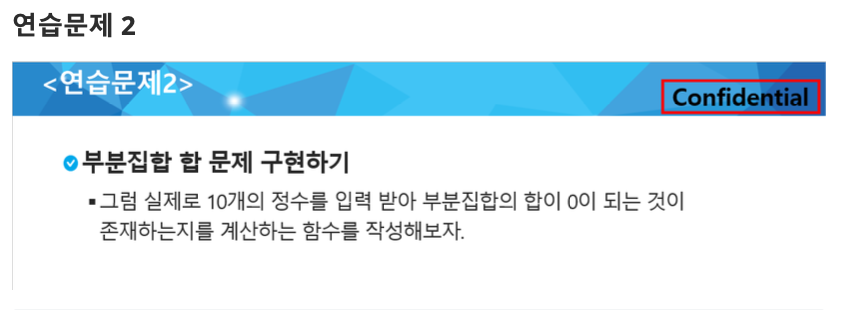 연습문제 2
<연습문제2>
Confidential
부분집합 합 문제 구현하기
▪그럼 실제로 10개의 정수를 입력 받아 부분집합의 합이 0이 되는 것이
존재하는지를 계산하는 함수를 작성해보자.